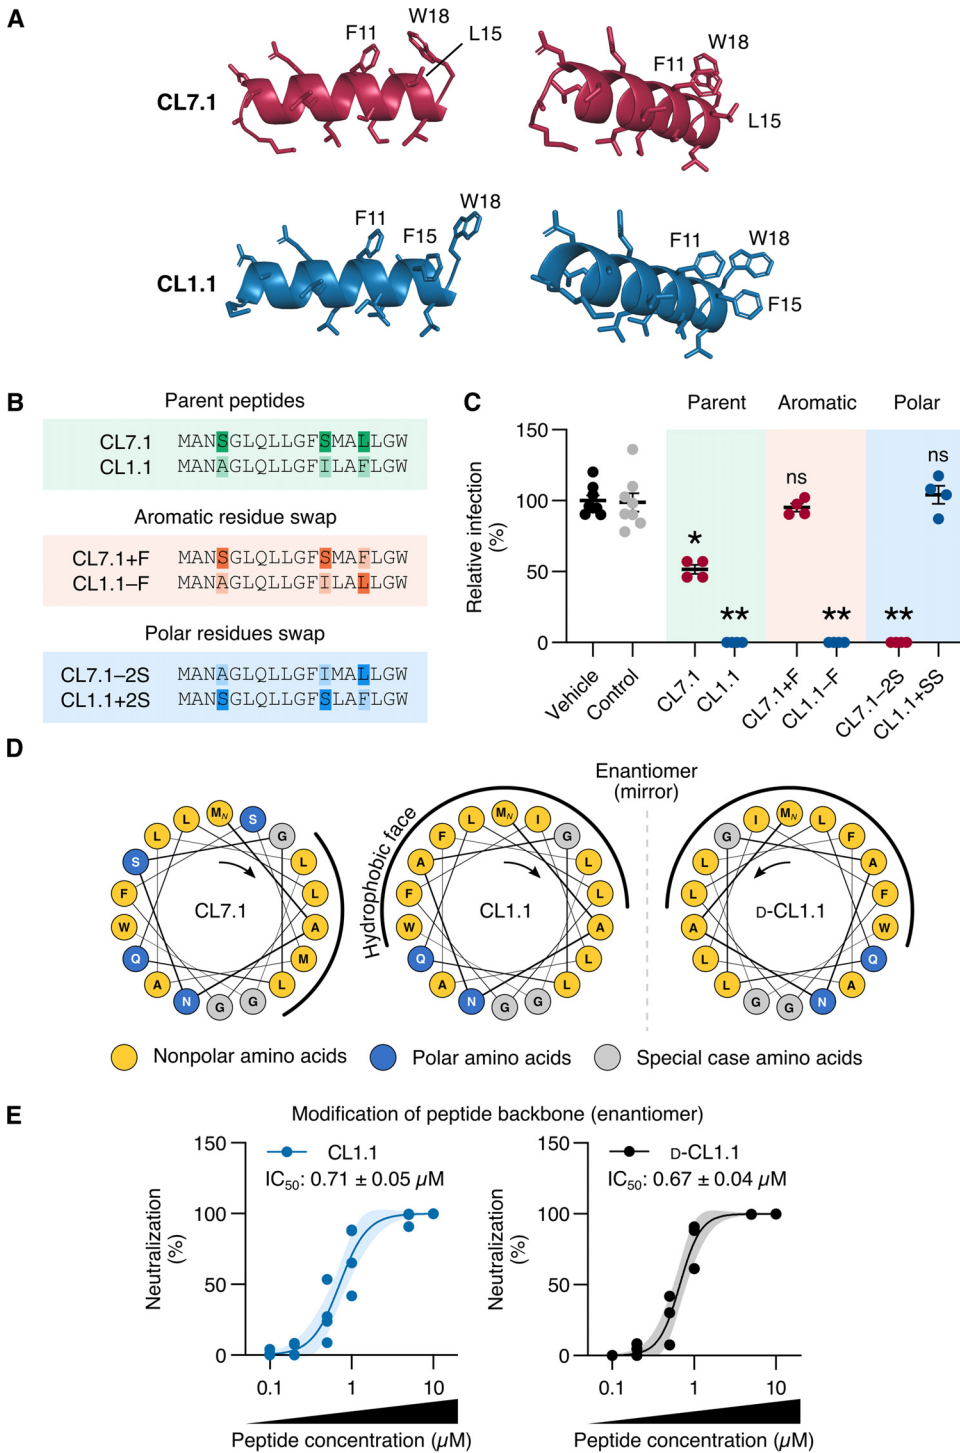 A
W18
F11
L15
CL7.1
W18
F11
L15
W18
F11
F15
CL1.1
F11
W18
F15
B
Parent peptides
CL7.1 MANSGLQLLGFSMALLGW
CL1.1 MANAGLQLLGFILAFLGW
Aromatic residue swap
CL7.1+F MANSGLQLLGFSMAFLGW
CL1.1–F MANAGLQLLGFILALLGW
Polar residues swap
CL7.1–2S MANAGLQLLGFIMALLGW
CL1.1+2S MANSGLQLLGFSLAFLGW
C
Parent Aromatic Polar
Relative infection
(%)
150
100
50
0
*
**
ns
**
**
ns
Vehicle
Control
CL7.1
CL1.1
CL7.1+F
CL1.1–F
CL7.1–2S
CL1.1+SS
D
Enantiomer
(mirror)
Hydrophobic face
CL7.1
M_N S G L L A M L G G N A Q W F S L L
CL1.1
M_N I G L L A L L G G N A Q W F A F L
D-CL1.1
M_N L F A F W Q A N G G L L A L L G I
Nonpolar amino acids
Polar amino acids
Special case amino acids
E
Modification of peptide backbone (enantiomer)
CL1.1
IC50: 0.71 ± 0.05 µM
Neutralization
(%)
150
100
50
0
0.1 1 10
Peptide concentration (µM)
D-CL1.1
IC50: 0.67 ± 0.04 µM
Neutralization
(%)
150
100
50
0
0.1 1 10
Peptide concentration (µM)